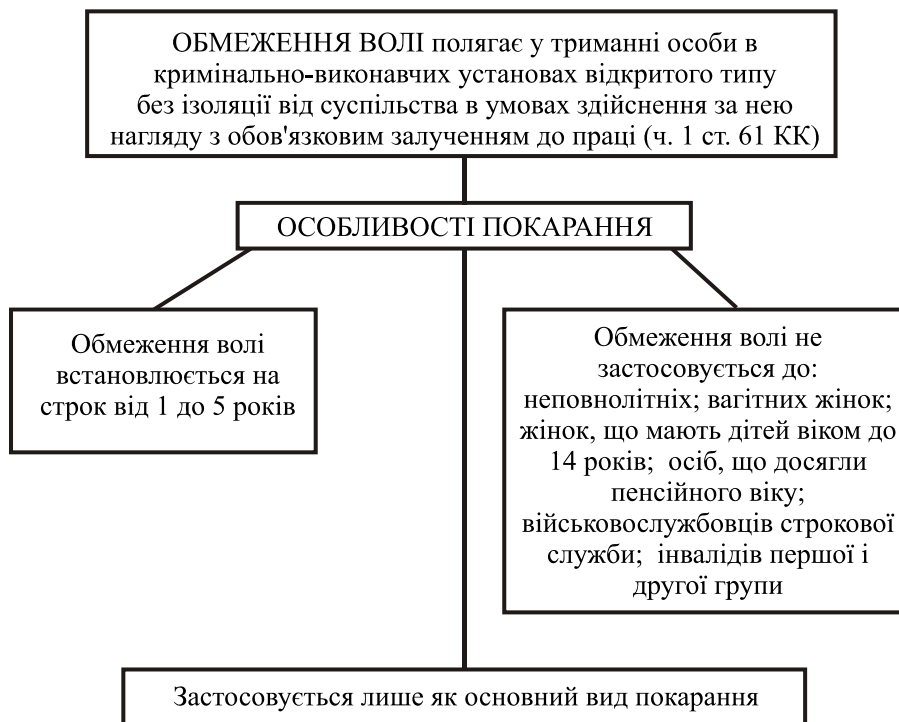 ОБМЕЖЕННЯ ВОЛІ полягає у триманні особи в
кримінально-виконавчих установах відкритого типу
без ізоляції від суспільства в умовах здійснення за нею
нагляду з обов'язковим залученням до праці (ч. 1 ст. 61 КК)
ОСОБЛИВОСТІ ПОКАРАННЯ
Обмеження волі
встановлюється на
строк від 1 до 5 років
Обмеження волі не
застосовується до:
неповнолітніх; вагітних жінок;
жінок, що мають дітей віком до
14 років; осіб, що досягли
пенсійного віку;
військовослужбовців строкової
служби; інвалідів першої і
другої групи
Застосовується лише як основний вид покарання